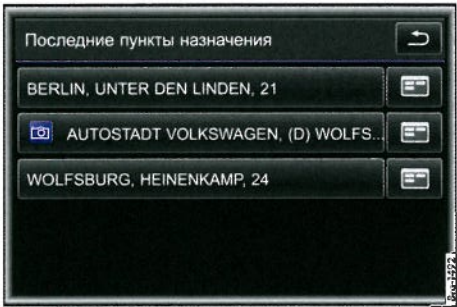 Последние пункты назначения
BERLIN, UNTER DEN LINDEN, 21
AUTOSTADT VOLKSWAGEN, (D) WOLFS...
WOLFSBURG, HEINENKAMP, 24